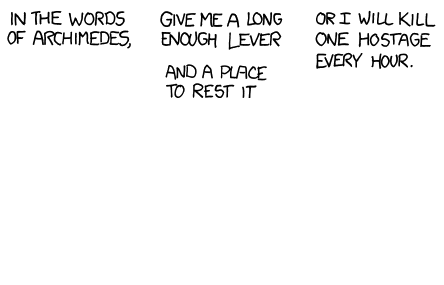 IN THE WORDS
OF ARCHIMEDES,
GIVE ME A LONG
ENOUGH LEVER
AND A PLACE
TO REST IT
OR I WILL KILL
ONE HOSTAGE
EVERY HOUR.